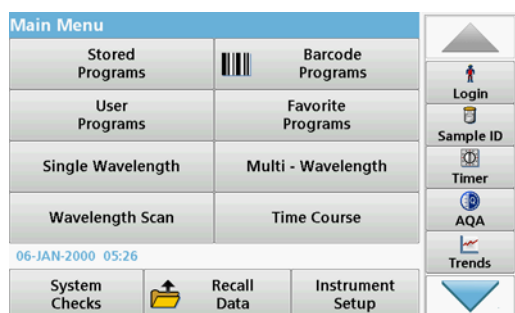 Main Menu
Stored
Programs
Barcode
Programs
User
Programs
Favorite
Programs
Single Wavelength
Multi - Wavelength
Wavelength Scan
Time Course
06-JAN-2000 05:26
System
Checks
Recall
Data
Instrument
Setup
Login
Sample ID
Timer
AQA
Trends